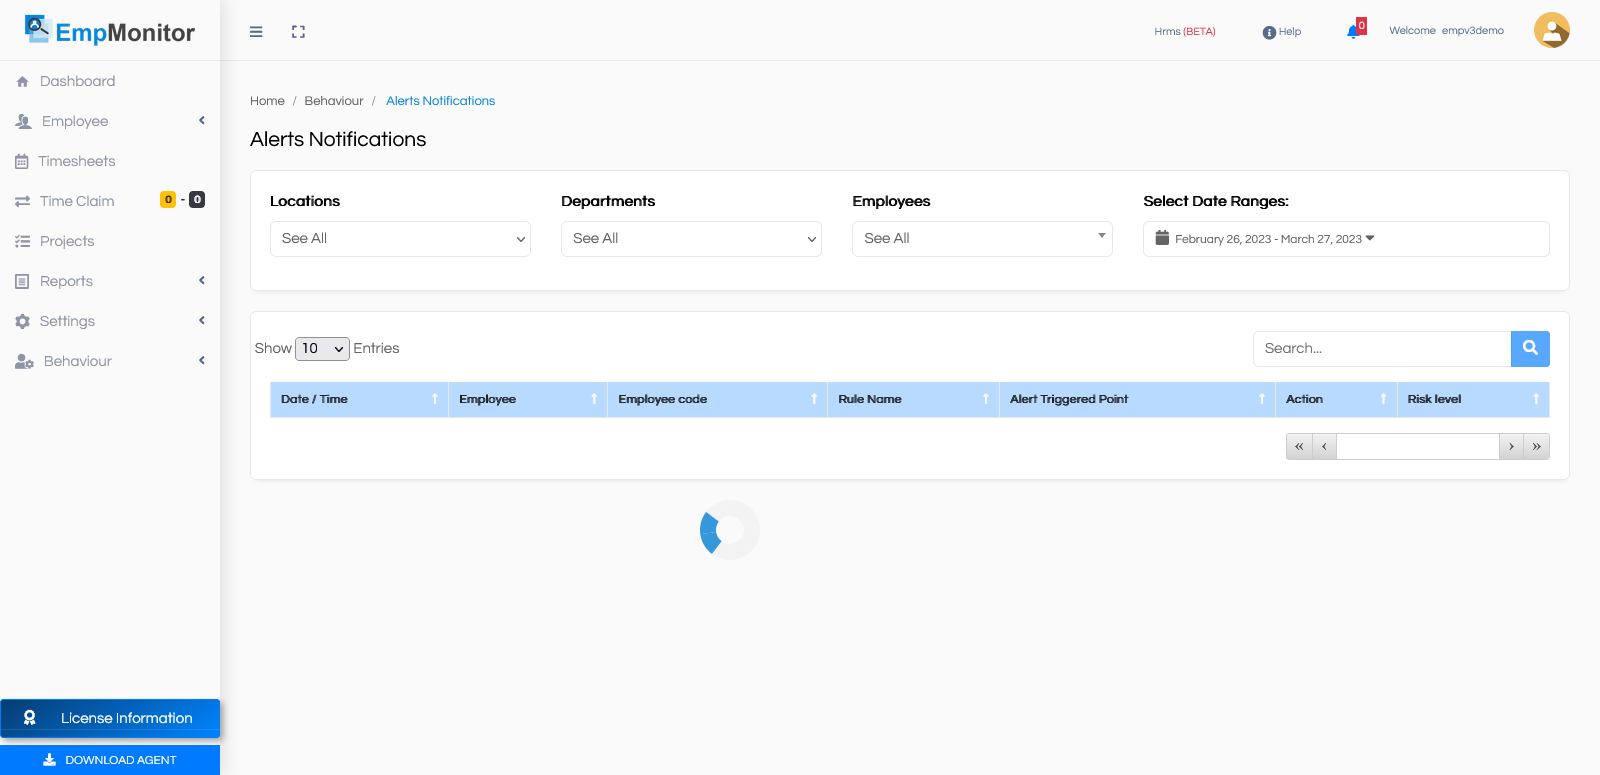 EmpMonitor
Hrms (BETA)
Help
0
Welcome empv3demo
Dashboard
Employee
Timesheets
Time Claim 0 - 0
Projects
Reports
Settings
Behaviour
License Information
DOWNLOAD AGENT
Home / Behaviour / Alerts Notifications
Alerts Notifications
Locations Departments Employees Select Date Ranges:
See All See All See All February 26, 2023 - March 27, 2023
Show 10 Entries Search...
Date / Time Employee Employee code Rule Name Alert Triggered Point Action Risk level
« ‹ › »